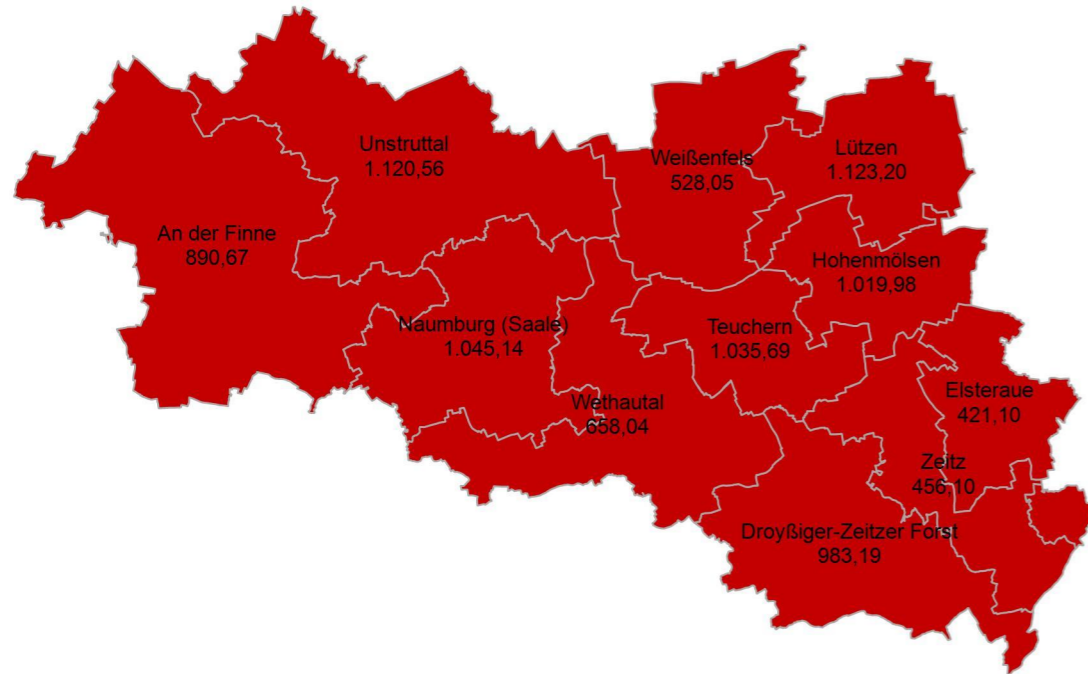 Unstruttal
1.120,56
Weißenfels
528,05
Lützen
1.123,20
An der Finne
890,67
Hohenmölsen
1.019,98
Naumburg (Saale)
1.045,14
Teuchern
1.035,69
Wethautal
658,04
Elsteraue
421,10
Zeitz
456,10
Droyßiger-Zeitzer Forst
983,19